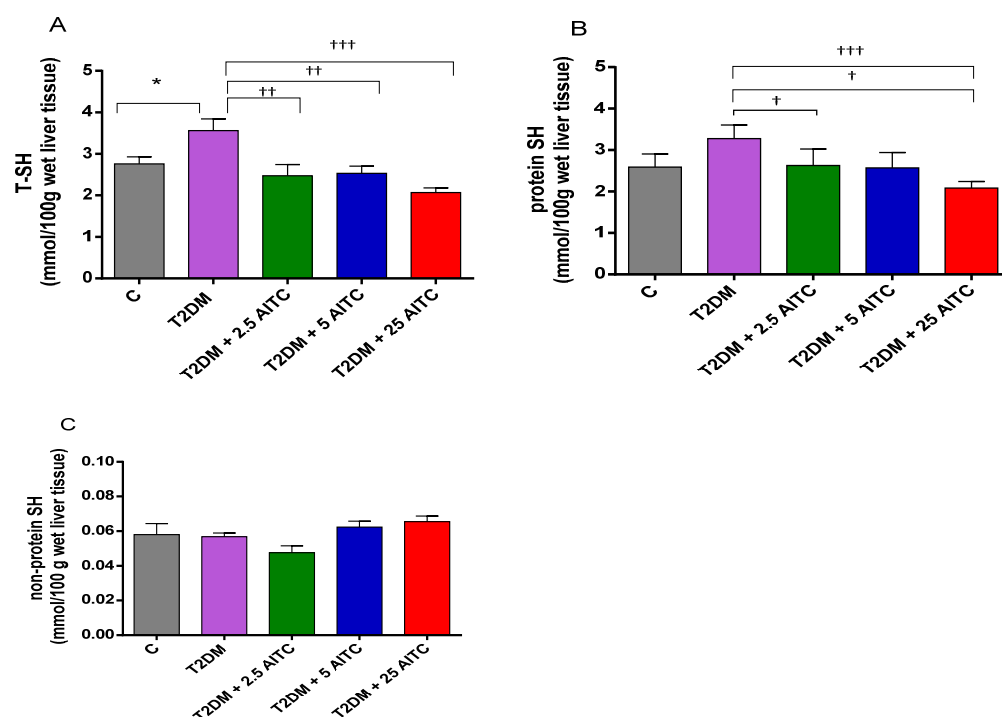 A
†††
††
††
*
T-SH
(mmol/100g wet liver tissue)
5
4
3
2
1
0
C
T2DM
T2DM + 2.5 AITC
T2DM + 5 AITC
T2DM + 25 AITC
B
†††
†
†
protein SH
(mmol/100g wet liver tissue)
5
4
3
2
1
0
C
T2DM
T2DM + 2.5 AITC
T2DM + 5 AITC
T2DM + 25 AITC
C
non-protein SH
(mmol/100 g wet liver tissue)
0.10
0.08
0.06
0.04
0.02
0.00
C
T2DM
T2DM + 2.5 AITC
T2DM + 5 AITC
T2DM + 25 AITC